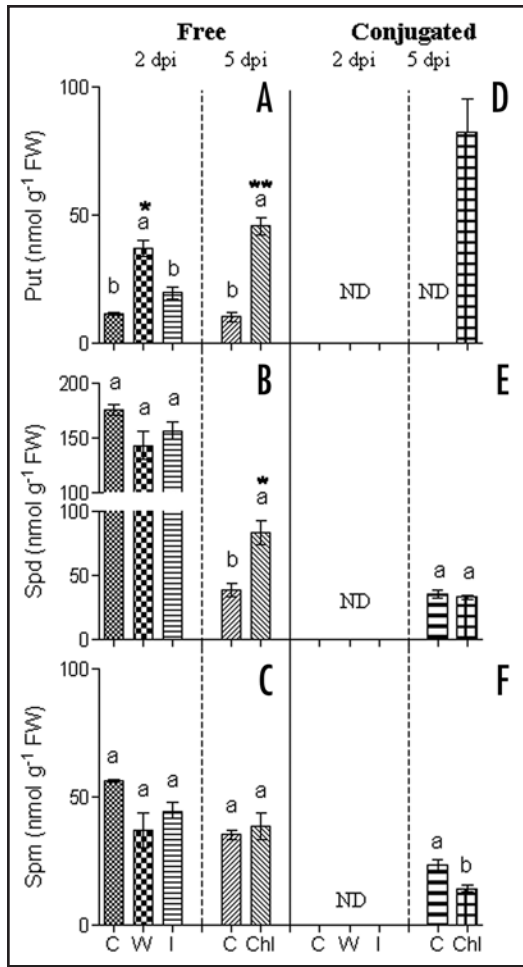 Free Conjugated
2 dpi 5 dpi 2 dpi 5 dpi
Put (nmol g⁻¹ FW)
100
50
0
A
D
b
*
a
b
b
**
a
ND
ND
Spd (nmol g⁻¹ FW)
200
150
100
100
50
0
B
E
a
a
a
b
*
a
ND
a
a
Spm (nmol g⁻¹ FW)
100
50
0
C
F
a
a
a
a
a
ND
a
b
C W I C Chl C W I C Chl